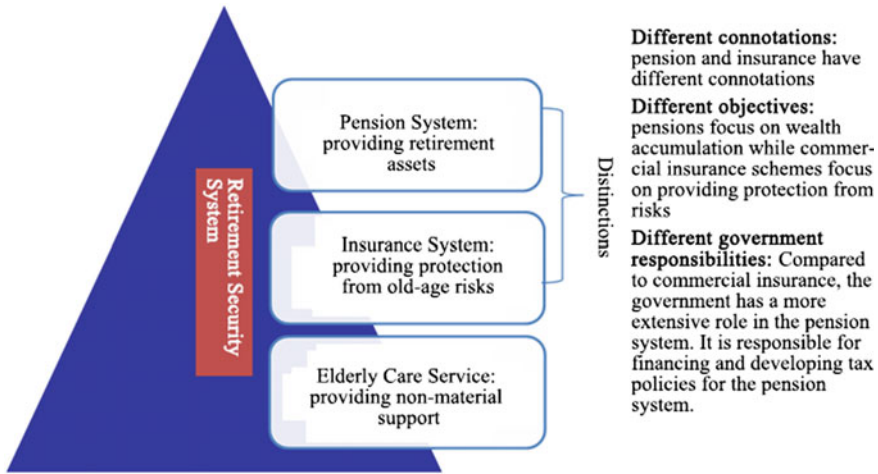 Retirement Security
System
Pension System:
providing retirement
assets
Insurance System:
providing protection
from old-age risks
Elderly Care Service:
providing non-material
support
Distinctions
Different connotations:
pension and insurance have
different connotations
Different objectives:
pensions focus on wealth
accumulation while commer-
cial insurance schemes focus
on providing protection from
risks
Different government
responsibilities: Compared
to commercial insurance, the
government has a more
extensive role in the pension
system. It is responsible for
financing and developing tax
policies for the pension
system.